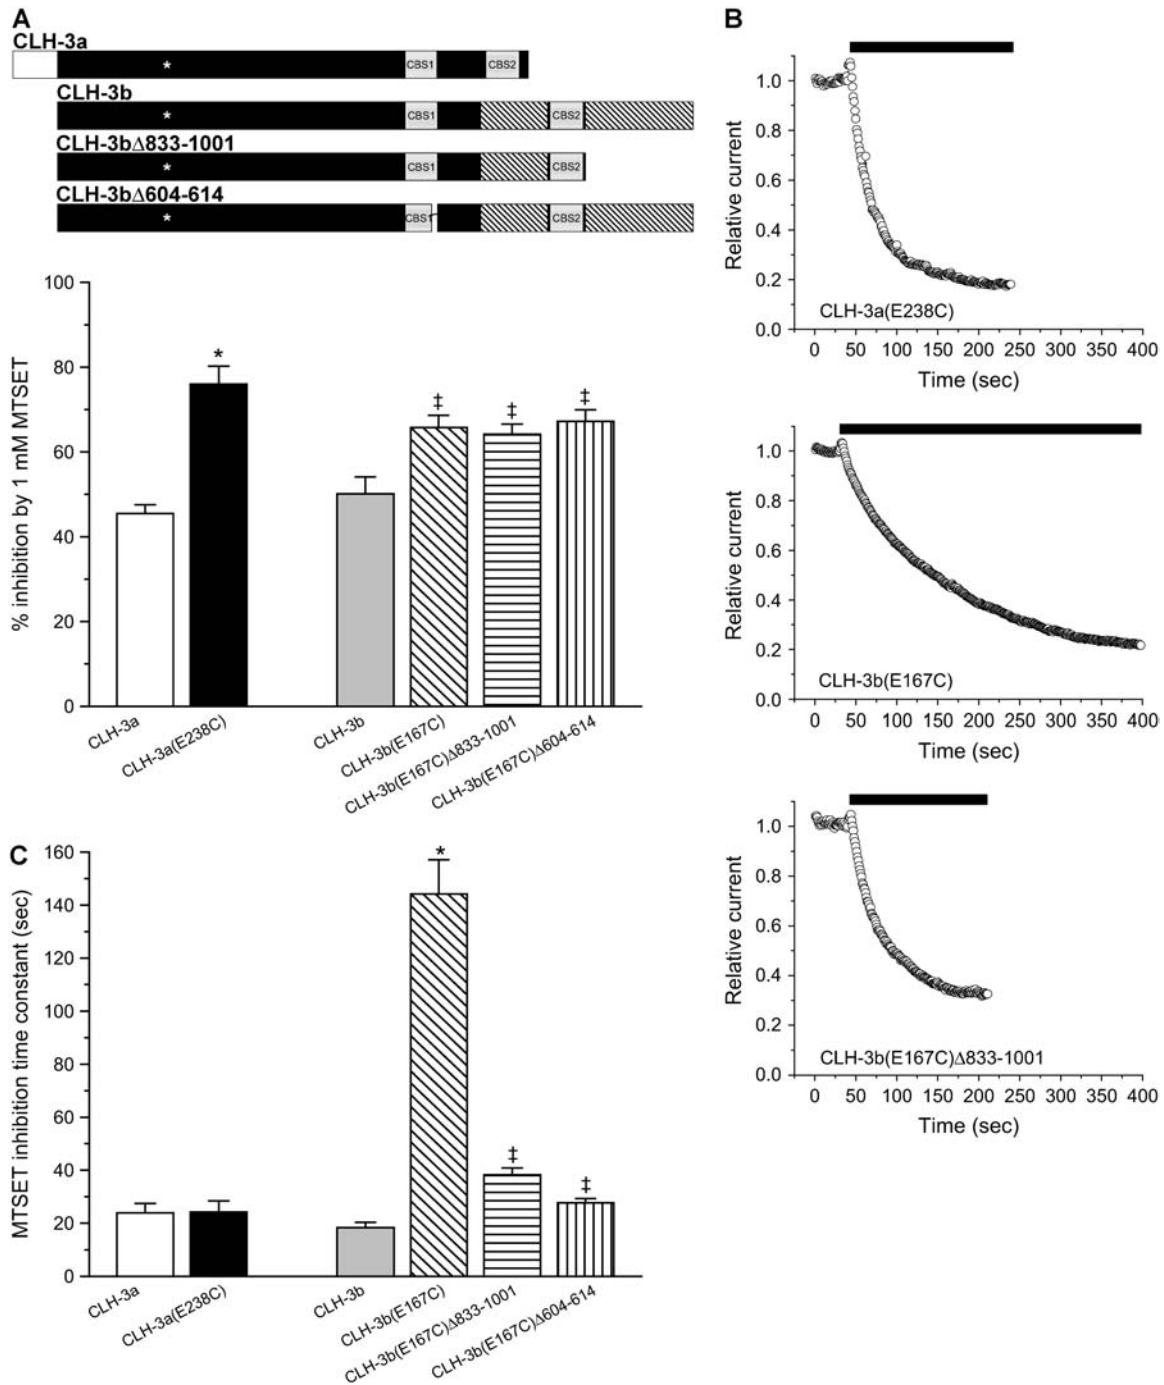 A
CLH-3a
* CBS1 CBS2
CLH-3b
* CBS1 CBS2
CLH-3bΔ833-1001
* CBS1 CBS2
CLH-3bΔ604-614
* CBS1 CBS2
% inhibition by 1 mM MTSET
100
80
60
40
20
0
* ‡ ‡ ‡
CLH-3a
CLH-3a(E238C)
CLH-3b
CLH-3b(E167C)
CLH-3b(E167C)Δ833-1001
CLH-3b(E167C)Δ604-614
B
Relative current
1.0
0.8
0.6
0.4
0.2
0.0
CLH-3a(E238C)
0 50 100 150 200 250 300 350 400
Time (sec)
Relative current
1.0
0.8
0.6
0.4
0.2
0.0
CLH-3b(E167C)
0 50 100 150 200 250 300 350 400
Time (sec)
Relative current
1.0
0.8
0.6
0.4
0.2
0.0
CLH-3b(E167C)Δ833-1001
0 50 100 150 200 250 300 350 400
Time (sec)
C
MTSET inhibition time constant (sec)
160
140
120
100
80
60
40
20
0
* ‡ ‡
CLH-3a
CLH-3a(E238C)
CLH-3b
CLH-3b(E167C)
CLH-3b(E167C)Δ833-1001
CLH-3b(E167C)Δ604-614